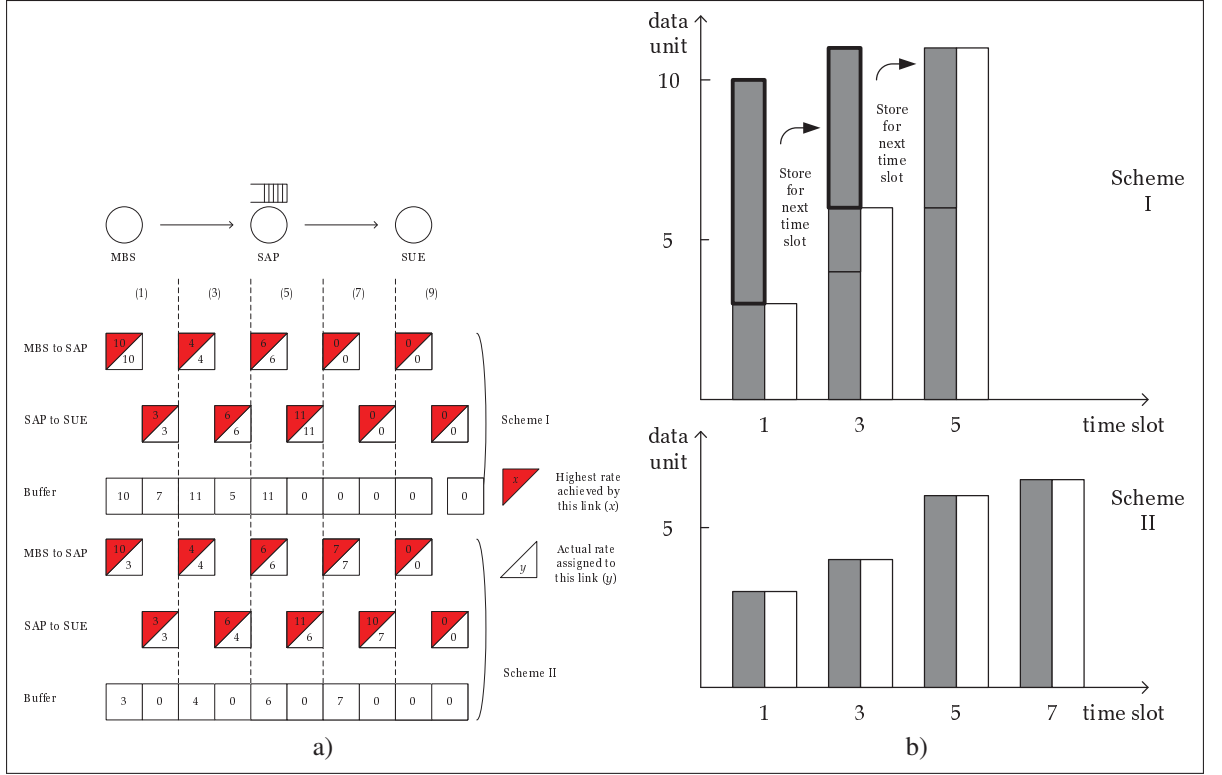 MBS SAP SUE
(1) (3) (5) (7) (9)
MBS to SAP 10 10 4 4 6 6 0 0 0 0
SAP to SUE 3 3 6 6 11 11 0 0 0 0
Scheme I
Buffer 10 7 11 5 11 0 0 0 0 0
x
Highest rate
achieved by
this link (x)
MBS to SAP 10 3 4 4 6 6 7 7 0 0
y
Actual rate
assigned to
this link (y)
SAP to SUE 3 3 6 4 11 6 10 7 0 0
Scheme II
Buffer 3 0 4 0 6 0 7 0 0 0
a)
data
unit
10
5
Store
for
next
time
slot
Store
for
next
time
slot
Scheme
I
1 3 5 time slot
data
unit
5
Scheme
II
1 3 5 7 time slot
b)